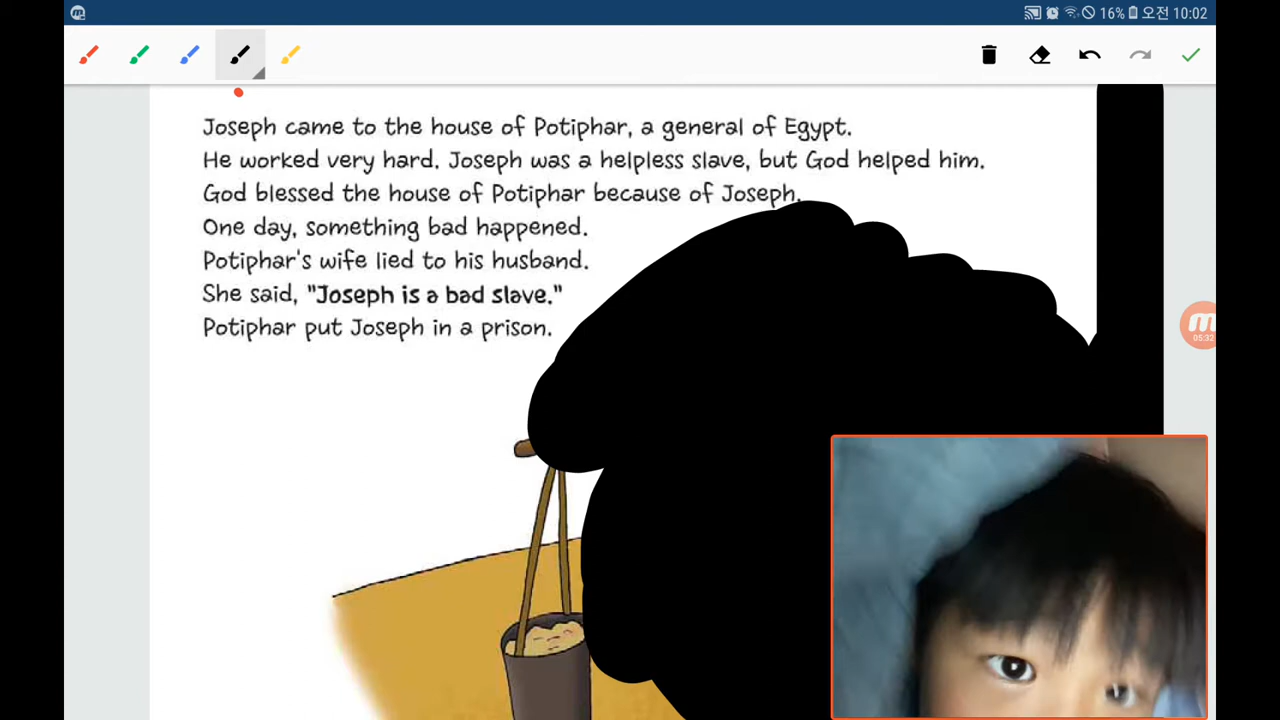 16% 오전 10:02
Joseph came to the house of Potiphar, a general of Egypt.
He worked very hard. Joseph was a helpless slave, but God helped him.
God blessed the house of Potiphar because of Joseph.
One day, something bad happened.
Potiphar's wife lied to his husband.
She said, "Joseph is a bad slave."
Potiphar put Joseph in a prison.
05:32